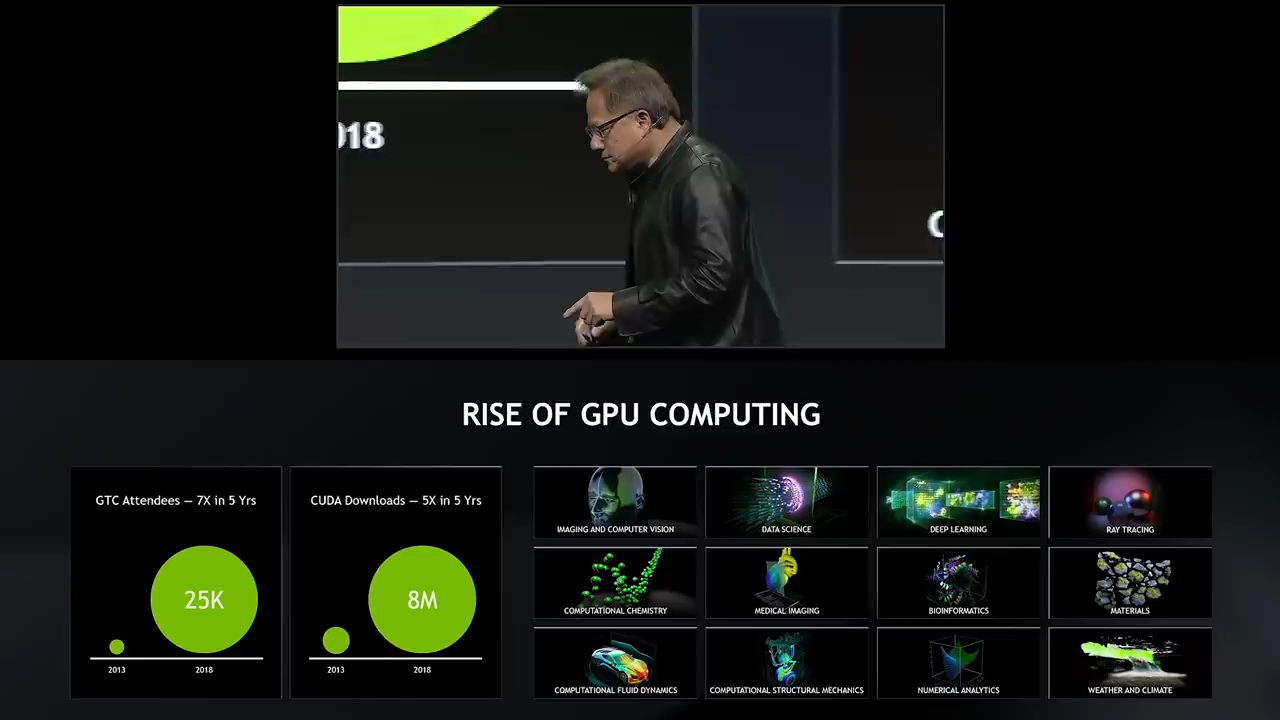 018
C
RISE OF GPU COMPUTING
GTC Attendees – 7X in 5 Yrs
25K
2013
2018
CUDA Downloads – 5X in 5 Yrs
8M
2013
2018
IMAGING AND COMPUTER VISION
DATA SCIENCE
DEEP LEARNING
RAY TRACING
COMPUTATIONAL CHEMISTRY
MEDICAL IMAGING
BIOINFORMATICS
MATERIALS
COMPUTATIONAL FLUID DYNAMICS
COMPUTATIONAL STRUCTURAL MECHANICS
NUMERICAL ANALYTICS
WEATHER AND CLIMATE